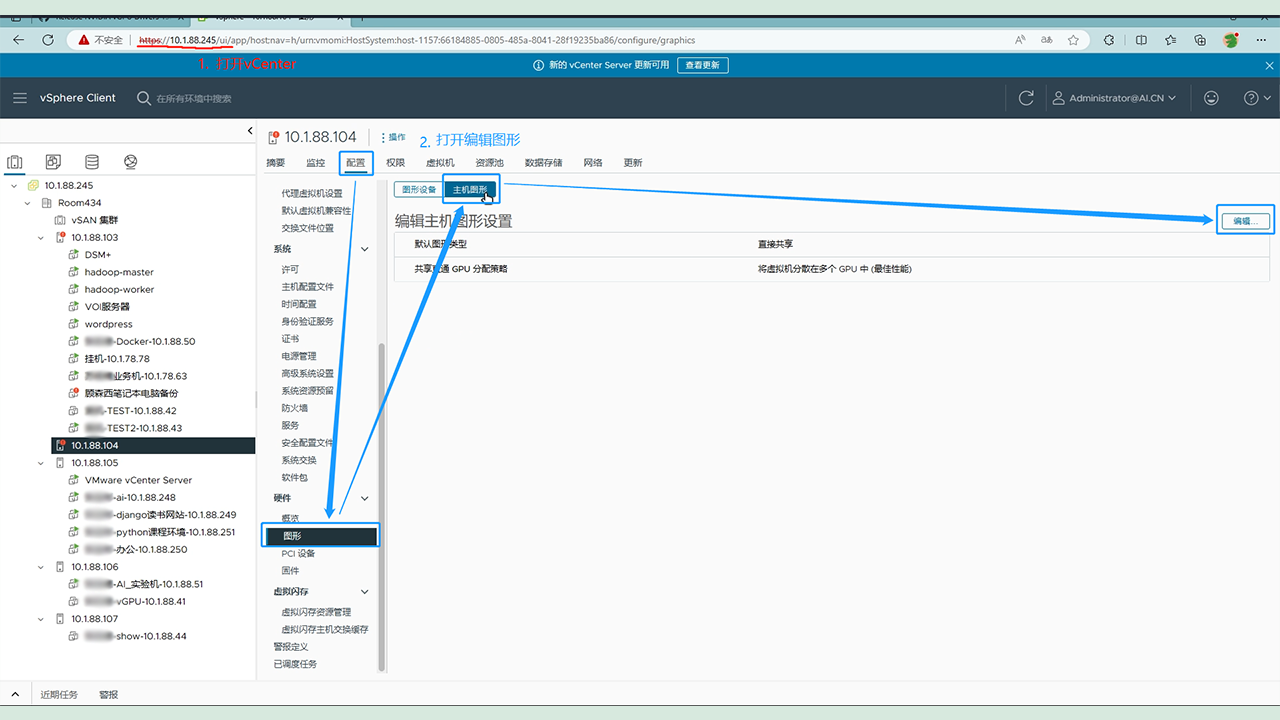 不安全
https://10.1.88.245/ui/app/host;nav=h/urn:vmomi:HostSystem:host-1157:66184885-0805-485a-8041-28f19235ba86/configure/graphics
1. 打开vCenter
新的 vCenter Server 更新可用
查看更新
vSphere Client
在所有环境中搜索
Administrator@AI.CN
10.1.88.104
操作
2. 打开编辑图形
摘要 监控 配置 权限 虚拟机 资源池 数据存储 网络 更新
10.1.88.245
Room434
vSAN 集群
10.1.88.103
DSM+
hadoop-master
hadoop-worker
VOI服务器
wordpress
-Docker-10.1.88.50
挂机-10.1.78.78
业务机-10.1.78.63
顾森西笔记本电脑备份
-TEST-10.1.88.42
-TEST2-10.1.88.43
10.1.88.104
10.1.88.105
VMware vCenter Server
-ai-10.1.88.248
-django读书网站-10.1.88.249
-python课程环境-10.1.88.251
-办公-10.1.88.250
10.1.88.106
-AI_实验机-10.1.88.51
-vGPU-10.1.88.41
10.1.88.107
-show-10.1.88.44
代理虚拟机设置
默认虚拟机兼容性
交换文件位置
系统
许可
主机配置文件
时间配置
身份验证服务
证书
电源管理
高级系统设置
系统资源预留
防火墙
服务
安全配置文件
系统交换
软件包
硬件
概览
图形
PCI 设备
固件
虚拟闪存
虚拟闪存资源管理
虚拟闪存主机交换缓存
警报定义
已调度任务
图形设备
主机图形
编辑主机图形设置
编辑...
默认图形类型 直接共享
共享直通 GPU 分配策略 将虚拟机分散在多个 GPU 中 (最佳性能)
近期任务
警报